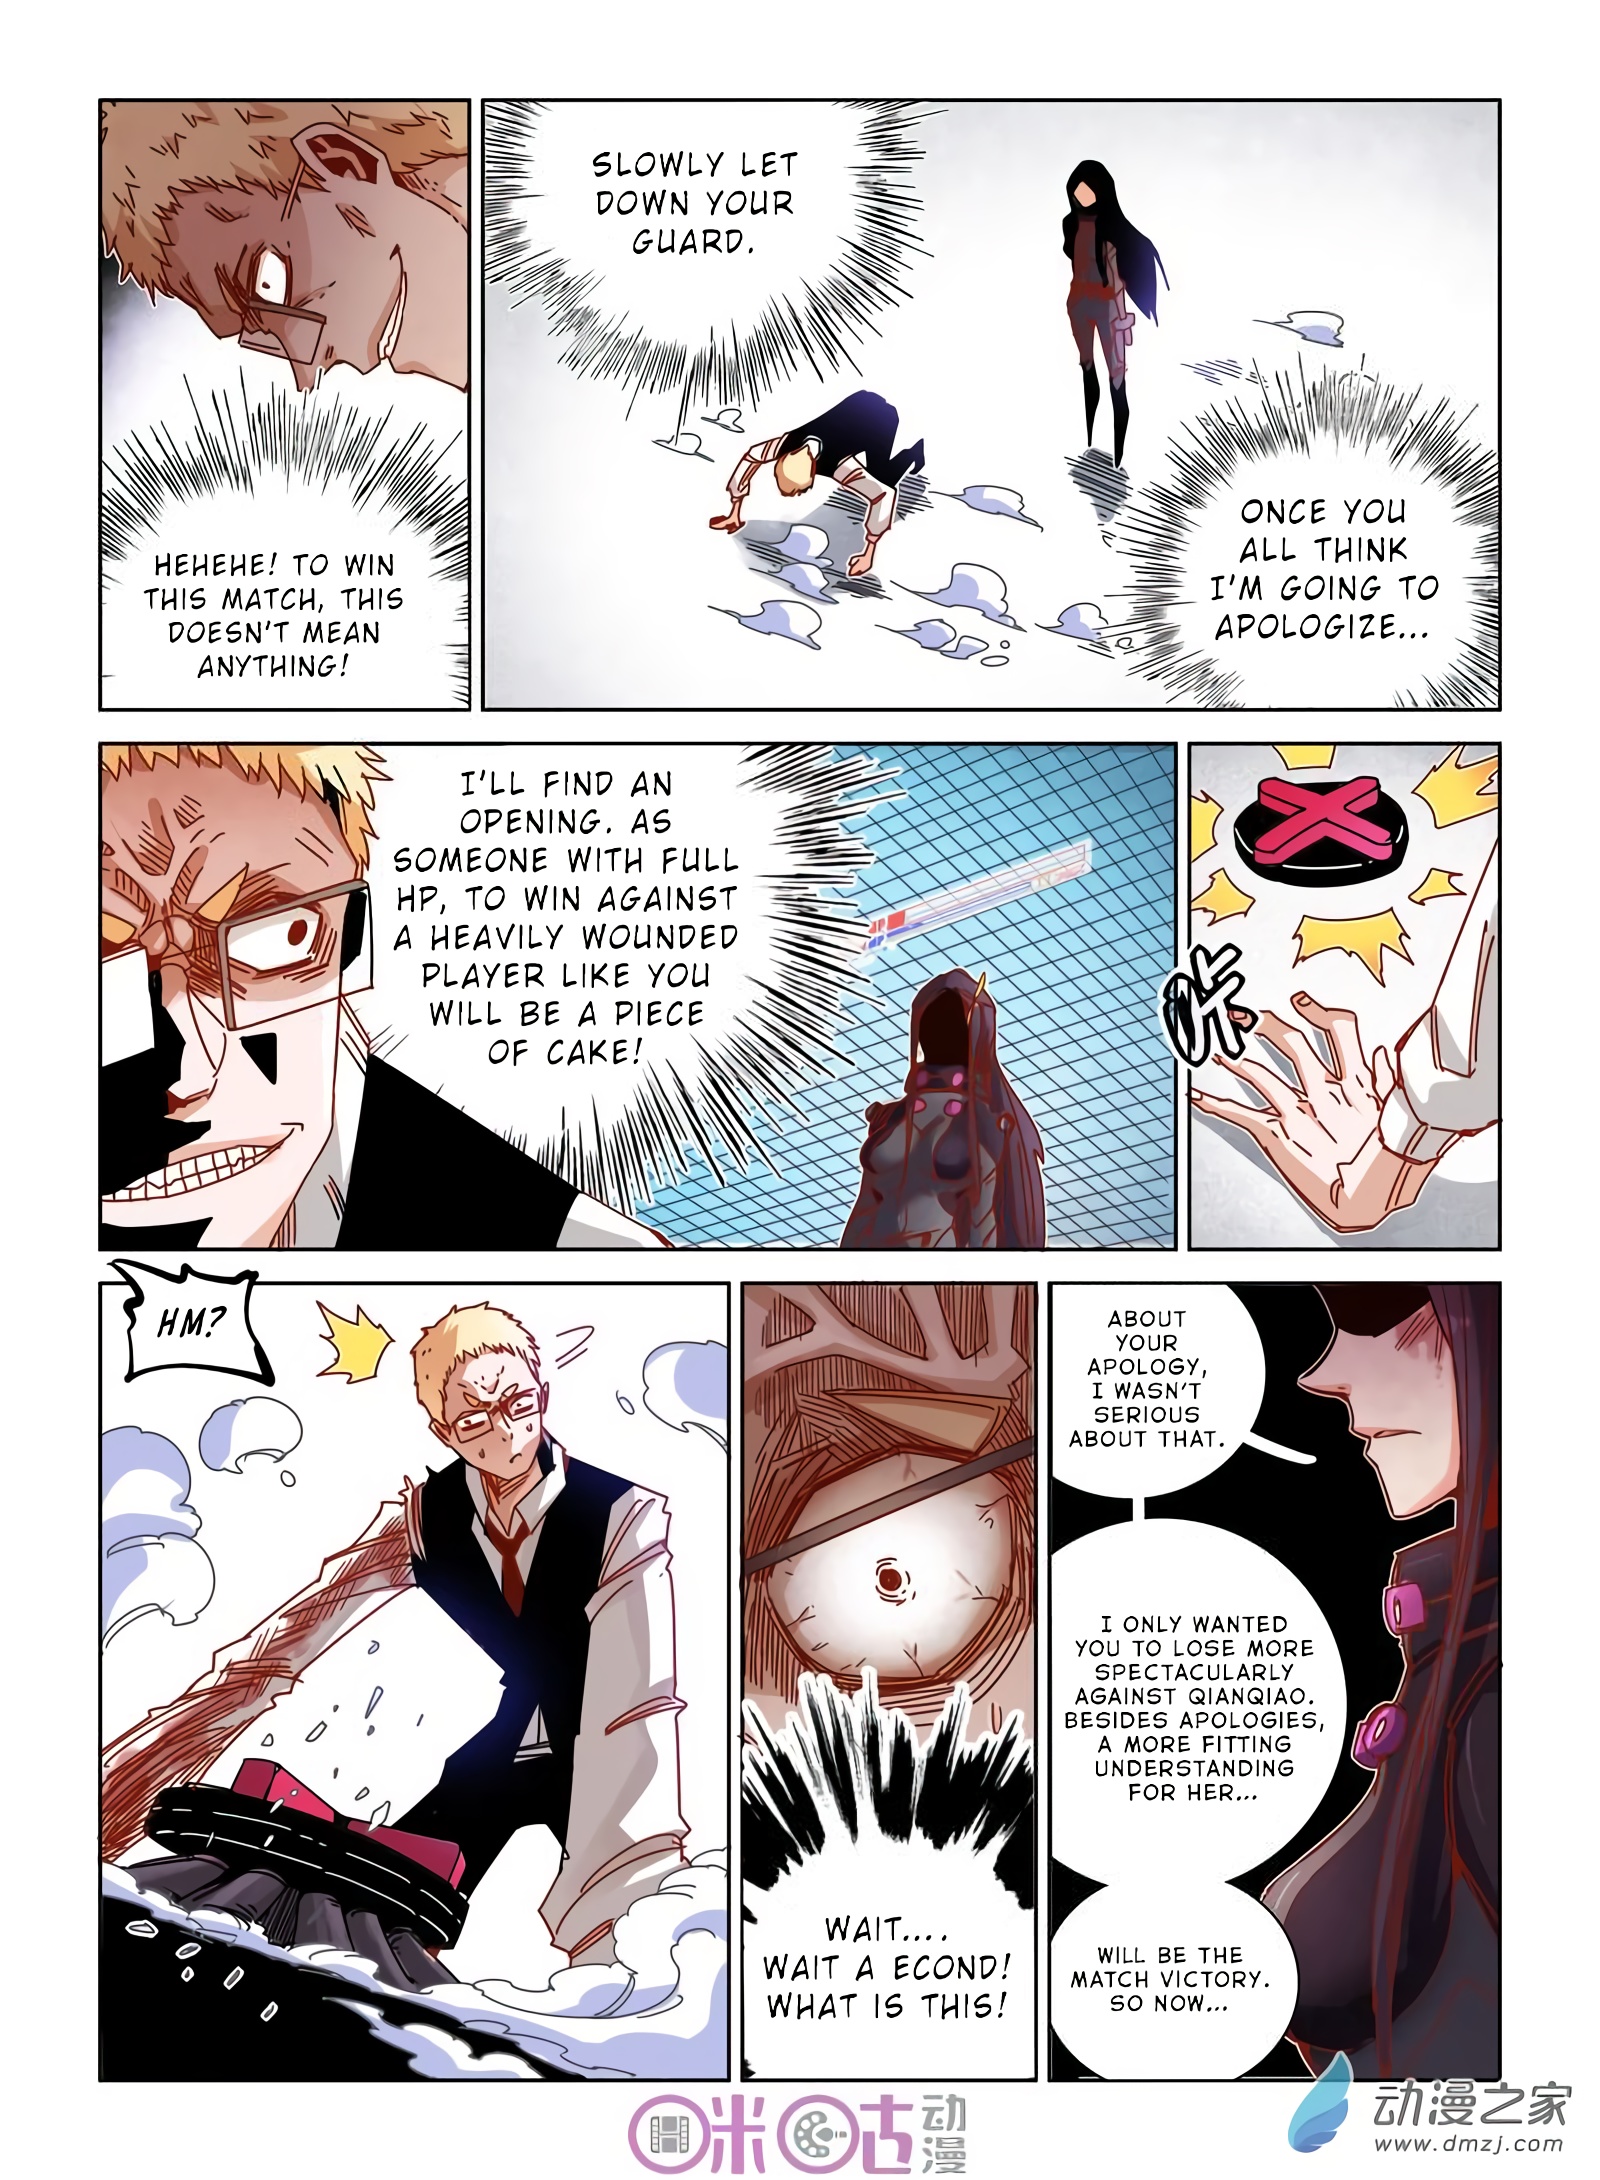 HEHEHE! TO WIN
THIS MATCH, THIS
DOESN'T MEAN
ANYTHING!
SLOWLY LET
DOWN YOUR
GUARD.
ONCE YOU
ALL THINK
I'M GOING TO
APOLOGIZE...
I'LL FIND AN
OPENING. AS
SOMEONE WITH FULL
HP, TO WIN AGAINST
A HEAVILY WOUNDED
PLAYER LIKE YOU
WILL BE A PIECE
OF CAKE!
咔
HM?
WAIT....
WAIT A ECOND!
WHAT IS THIS!
ABOUT
YOUR
APOLOGY,
I WASN'T
SERIOUS
ABOUT THAT.
I ONLY WANTED
YOU TO LOSE MORE
SPECTACULARLY
AGAINST QIANQIAO.
BESIDES APOLOGIES,
A MORE FITTING
UNDERSTANDING
FOR HER...
WILL BE THE
MATCH VICTORY.
SO NOW...
咪咕动漫
动漫之家
www.dmzj.com